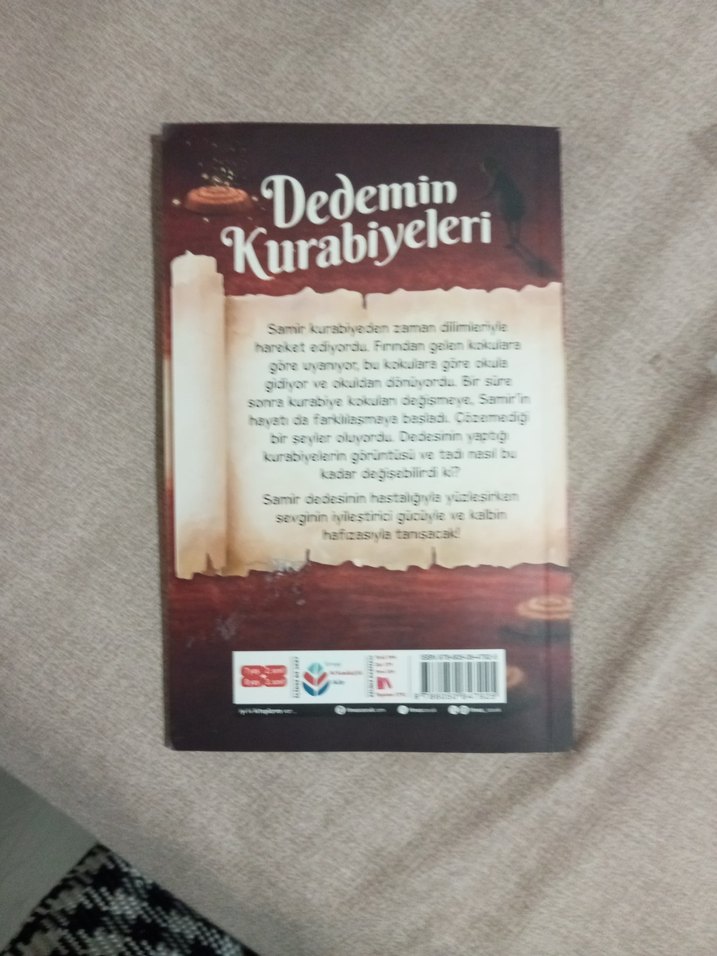 Dedemin
Kurabiyeleri
Samir kurabiyeden zaman dilimleriyle
hareket ediyordu. Fırından gelen kokulara
göre uyanıyor, bu kokulara göre okula
gidiyor ve okuldan dönüyordu. Bir süre
sonra kurabiye kokuları değişmeye, Samir'in
hayatı da farklılaşmaya başladı. Çözemediği
bir şeyler oluyordu. Dedesinin yaptığı
kurabiyelerin görüntüsü ve tadı nasıl bu
kadar değişebilirdi ki?
Samir dedesinin hastalığıyla yüzleşirken
sevginin iyileştirici gücüyle ve kalbin
hafızasıyla tanışacak!